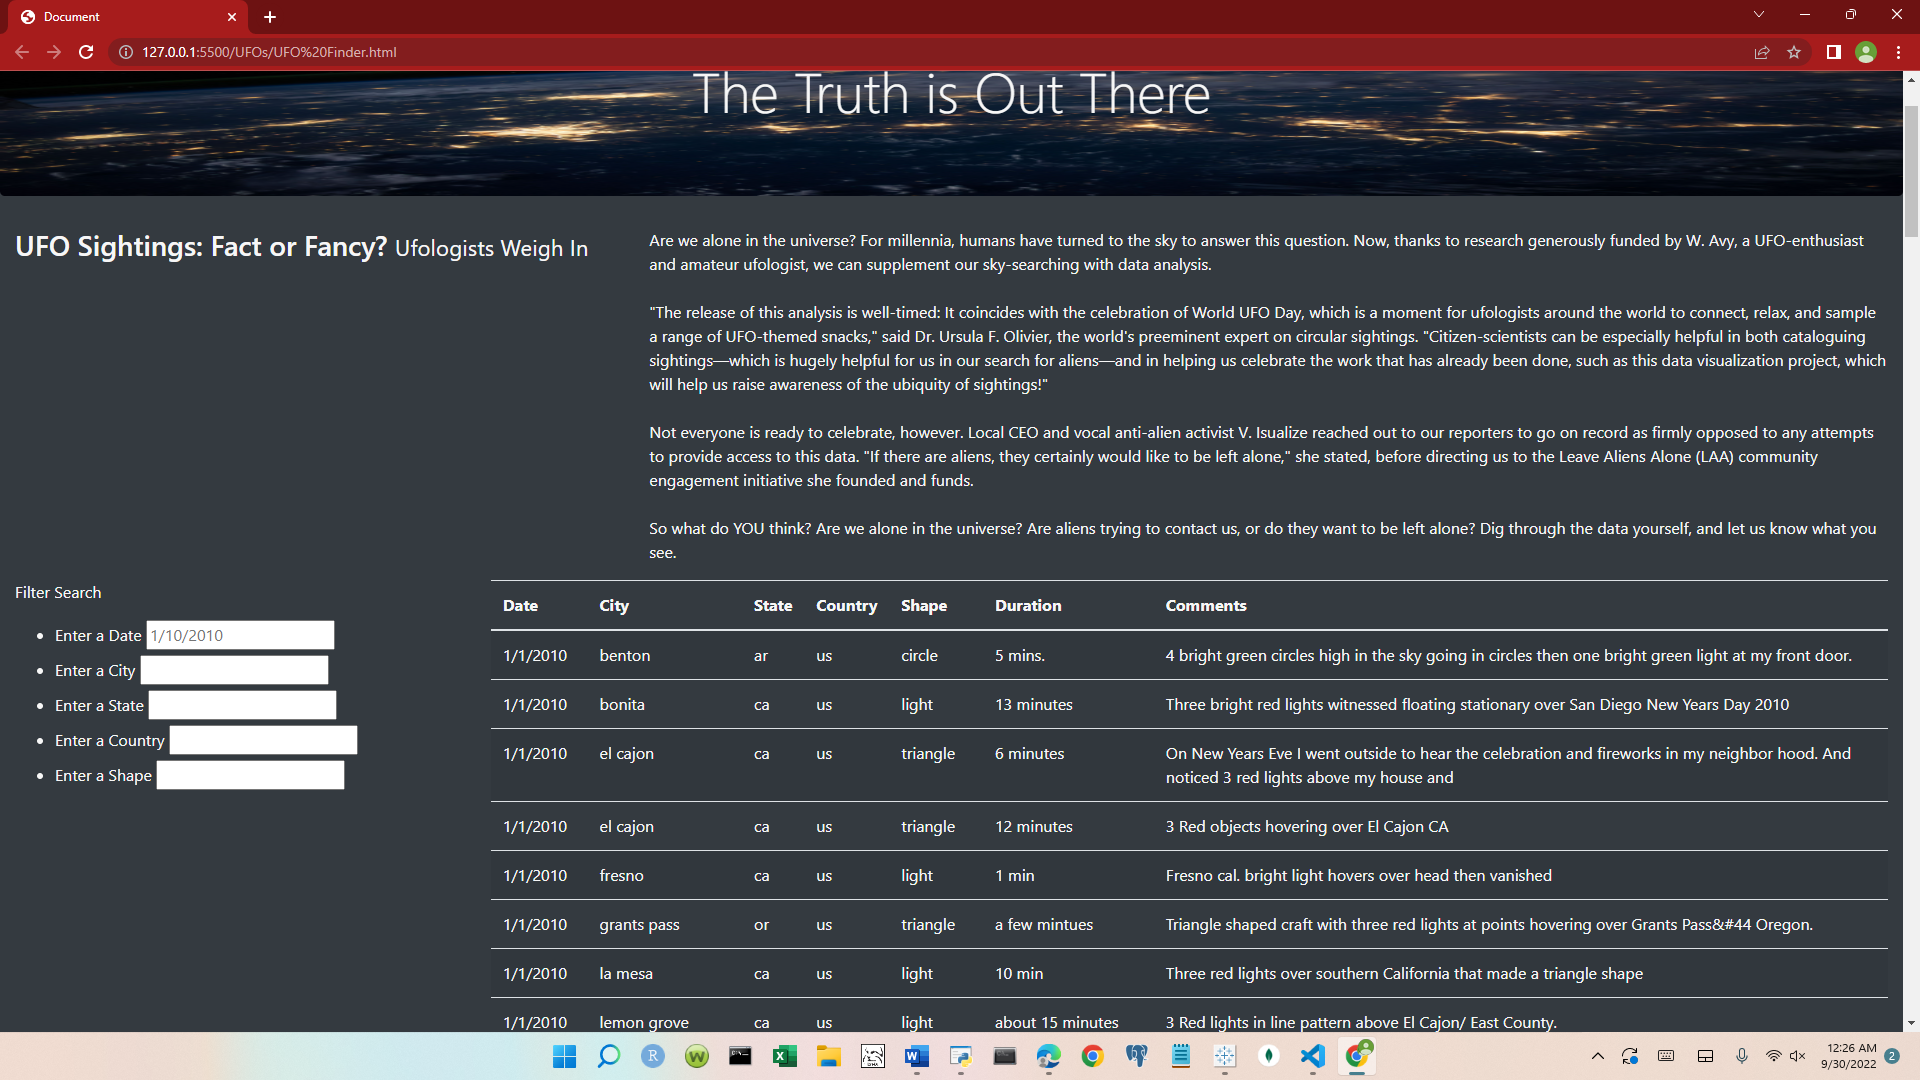 Document
127.0.0.1:5500/UFOs/UFO%20Finder.html
The Truth is Out There
UFO Sightings: Fact or Fancy? Ufologists Weigh In
Are we alone in the universe? For millennia, humans have turned to the sky to answer this question. Now, thanks to research generously funded by W. Avy, a UFO-enthusiast
and amateur ufologist, we can supplement our sky-searching with data analysis.
"The release of this analysis is well-timed: It coincides with the celebration of World UFO Day, which is a moment for ufologists around the world to connect, relax, and sample
a range of UFO-themed snacks," said Dr. Ursula F. Olivier, the world's preeminent expert on circular sightings. "Citizen-scientists can be especially helpful in both cataloguing
sightings—which is hugely helpful for us in our search for aliens—and in helping us celebrate the work that has already been done, such as this data visualization project, which
will help us raise awareness of the ubiquity of sightings!"
Not everyone is ready to celebrate, however. Local CEO and vocal anti-alien activist V. Isualize reached out to our reporters to go on record as firmly opposed to any attempts
to provide access to this data. "If there are aliens, they certainly would like to be left alone," she stated, before directing us to the Leave Aliens Alone (LAA) community
engagement initiative she founded and funds.
So what do YOU think? Are we alone in the universe? Are aliens trying to contact us, or do they want to be left alone? Dig through the data yourself, and let us know what you
see.
Filter Search
Enter a Date 1/10/2010
Enter a City
Enter a State
Enter a Country
Enter a Shape
Date City State Country Shape Duration Comments
1/1/2010 benton ar us circle 5 mins. 4 bright green circles high in the sky going in circles then one bright green light at my front door.
1/1/2010 bonita ca us light 13 minutes Three bright red lights witnessed floating stationary over San Diego New Years Day 2010
1/1/2010 el cajon ca us triangle 6 minutes On New Years Eve I went outside to hear the celebration and fireworks in my neighbor hood. And
noticed 3 red lights above my house and
1/1/2010 el cajon ca us triangle 12 minutes 3 Red objects hovering over El Cajon CA
1/1/2010 fresno ca us light 1 min Fresno cal. bright light hovers over head then vanished
1/1/2010 grants pass or us triangle a few mintues Triangle shaped craft with three red lights at points hovering over Grants Pass&#44 Oregon.
1/1/2010 la mesa ca us light 10 min Three red lights over southern California that made a triangle shape
1/1/2010 lemon grove ca us light about 15 minutes 3 Red lights in line pattern above El Cajon/ East County.
12:26 AM
9/30/2022
2